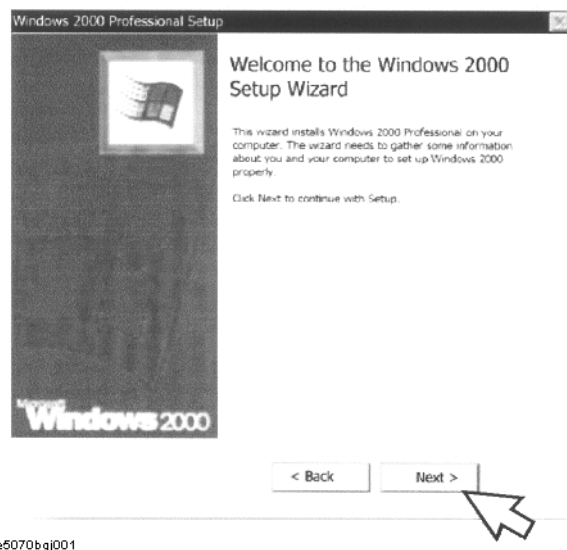 Windows 2000 Professional Setup
Welcome to the Windows 2000
Setup Wizard
This wizard installs Windows 2000 Professional on your
computer. The wizard needs to gather some information
about you and your computer to set up Windows 2000
properly.
Click Next to continue with Setup.
Microsoft
Windows 2000
< Back
Next >
e5070bgj001